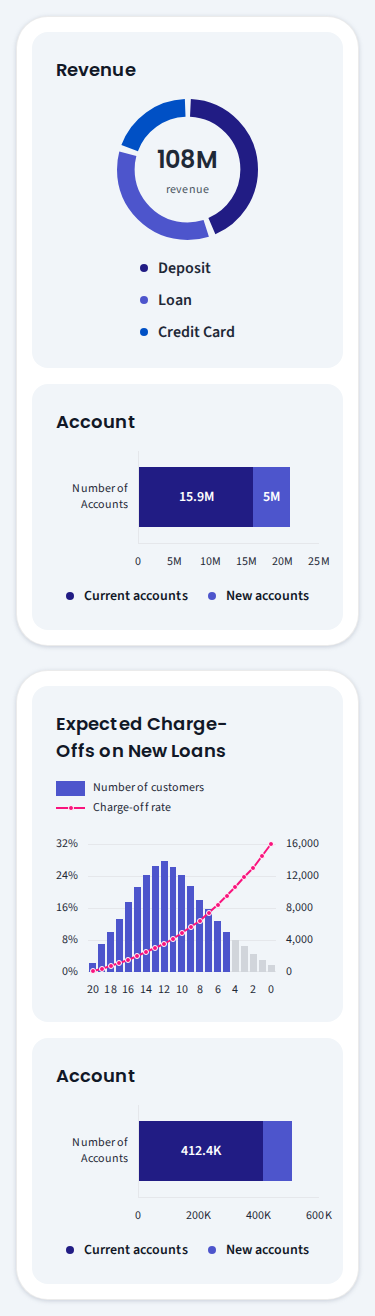 Revenue
108M
revenue
Deposit
Loan
Credit Card
Account
Number of
Accounts
15.9M 5M
0 5M 10M 15M 20M 25M
Current accounts New accounts
Expected Charge-
Offs on New Loans
Number of customers
Charge-off rate
32% 16,000
24% 12,000
16% 8,000
8% 4,000
0% 0
20 18 16 14 12 10 8 6 4 2 0
Account
Number of
Accounts
412.4K
0 200K 400K 600K
Current accounts New accounts